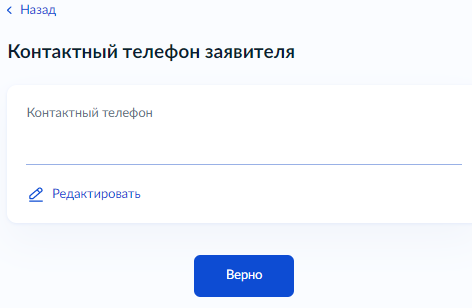 Назад
Контактный телефон заявителя
Контактный телефон
Редактировать
Верно